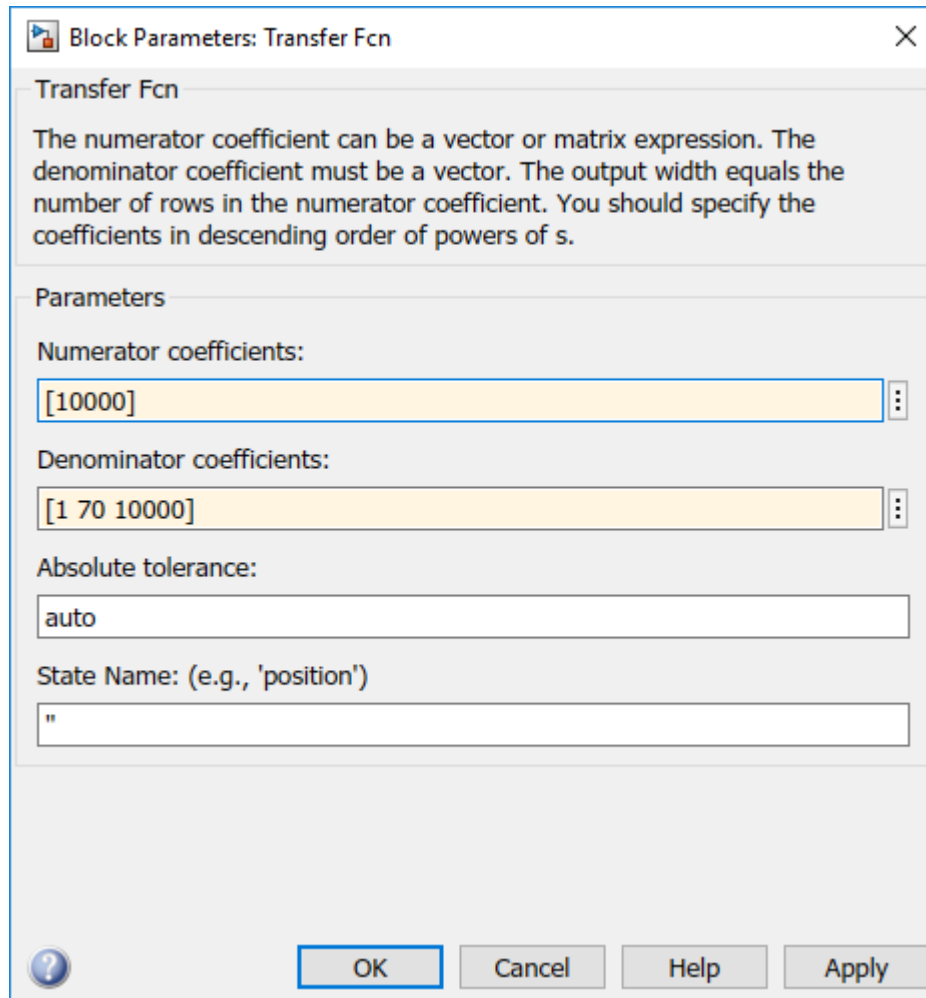 Block Parameters: Transfer Fcn
Transfer Fcn
The numerator coefficient can be a vector or matrix expression. The
denominator coefficient must be a vector. The output width equals the
number of rows in the numerator coefficient. You should specify the
coefficients in descending order of powers of s.
Parameters
Numerator coefficients:
[10000]
Denominator coefficients:
[1 70 10000]
Absolute tolerance:
auto
State Name: (e.g., 'position')
''
OK Cancel Help Apply